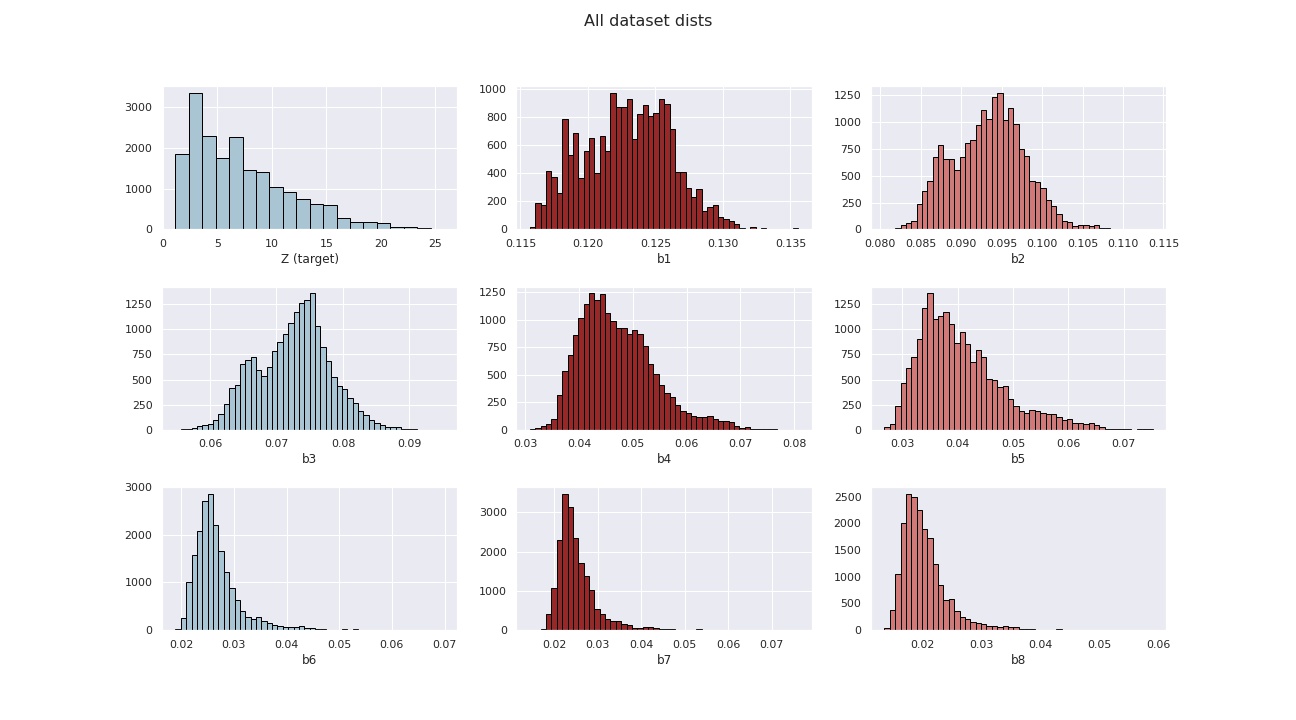 All dataset dists
3000
2000
1000
0
0 5 10 15 20 25
Z (target)
1000
800
600
400
200
0
0.115 0.120 0.125 0.130 0.135
b1
1250
1000
750
500
250
0
0.080 0.085 0.090 0.095 0.100 0.105 0.110 0.115
b2
1250
1000
750
500
250
0
0.06 0.07 0.08 0.09
b3
1250
1000
750
500
250
0
0.03 0.04 0.05 0.06 0.07 0.08
b4
1250
1000
750
500
250
0
0.03 0.04 0.05 0.06 0.07
b5
3000
2000
1000
0
0.02 0.03 0.04 0.05 0.06 0.07
b6
3000
2000
1000
0
0.02 0.03 0.04 0.05 0.06 0.07
b7
2500
2000
1500
1000
500
0
0.02 0.03 0.04 0.05 0.06
b8